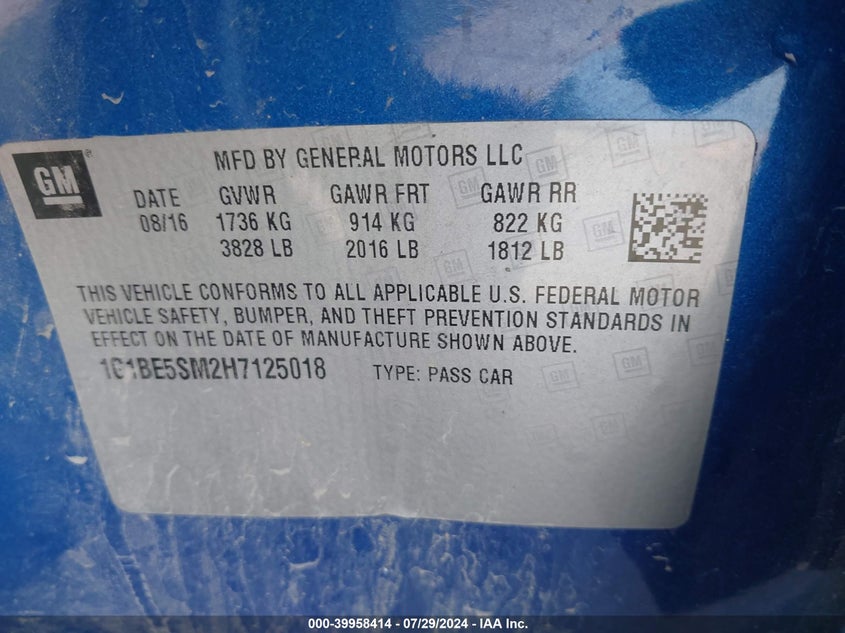 GM
MFD BY GENERAL MOTORS LLC
DATE GVWR GAWR FRT GAWR RR
08/16 1736 KG 914 KG 822 KG
3828 LB 2016 LB 1812 LB
THIS VEHICLE CONFORMS TO ALL APPLICABLE U.S. FEDERAL MOTOR
VEHICLE SAFETY, BUMPER, AND THEFT PREVENTION STANDARDS IN
EFFECT ON THE DATE OF MANUFACTURE SHOWN ABOVE.
1G1BE5SM2H7125018 TYPE: PASS CAR
000-39958414 / 07/29/2024 / IAA Inc.